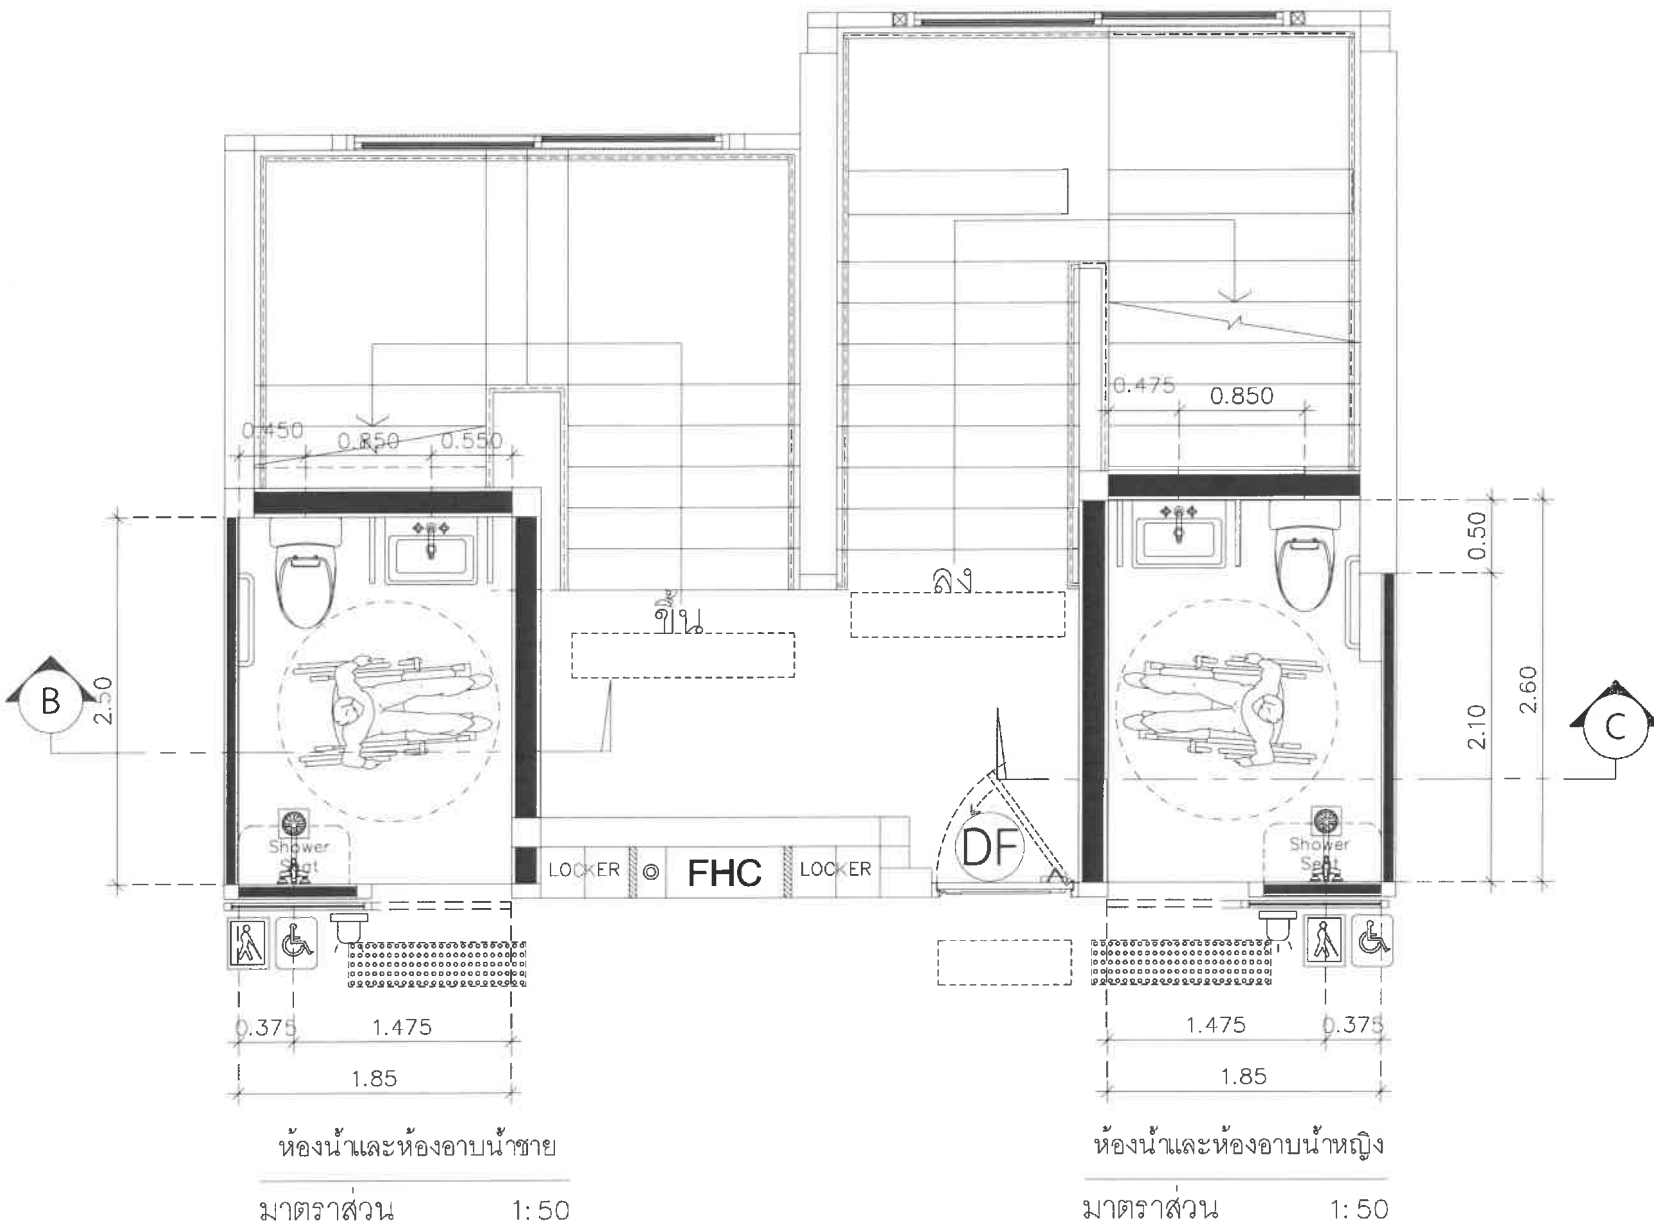 0.475
0.850
0.450
0.850
0.550
ขึ้น
ลง
0.50
2.50
2.10
2.60
B
C
DF
Shower
Seat
Shower
Seat
LOCKER
FHC
LOCKER
0.375
1.475
1.475
0.375
1.85
1.85
ห้องน้ำและห้องอาบน้ำชาย
ห้องน้ำและห้องอาบน้ำหญิง
มาตราส่วน 1:50
มาตราส่วน 1:50